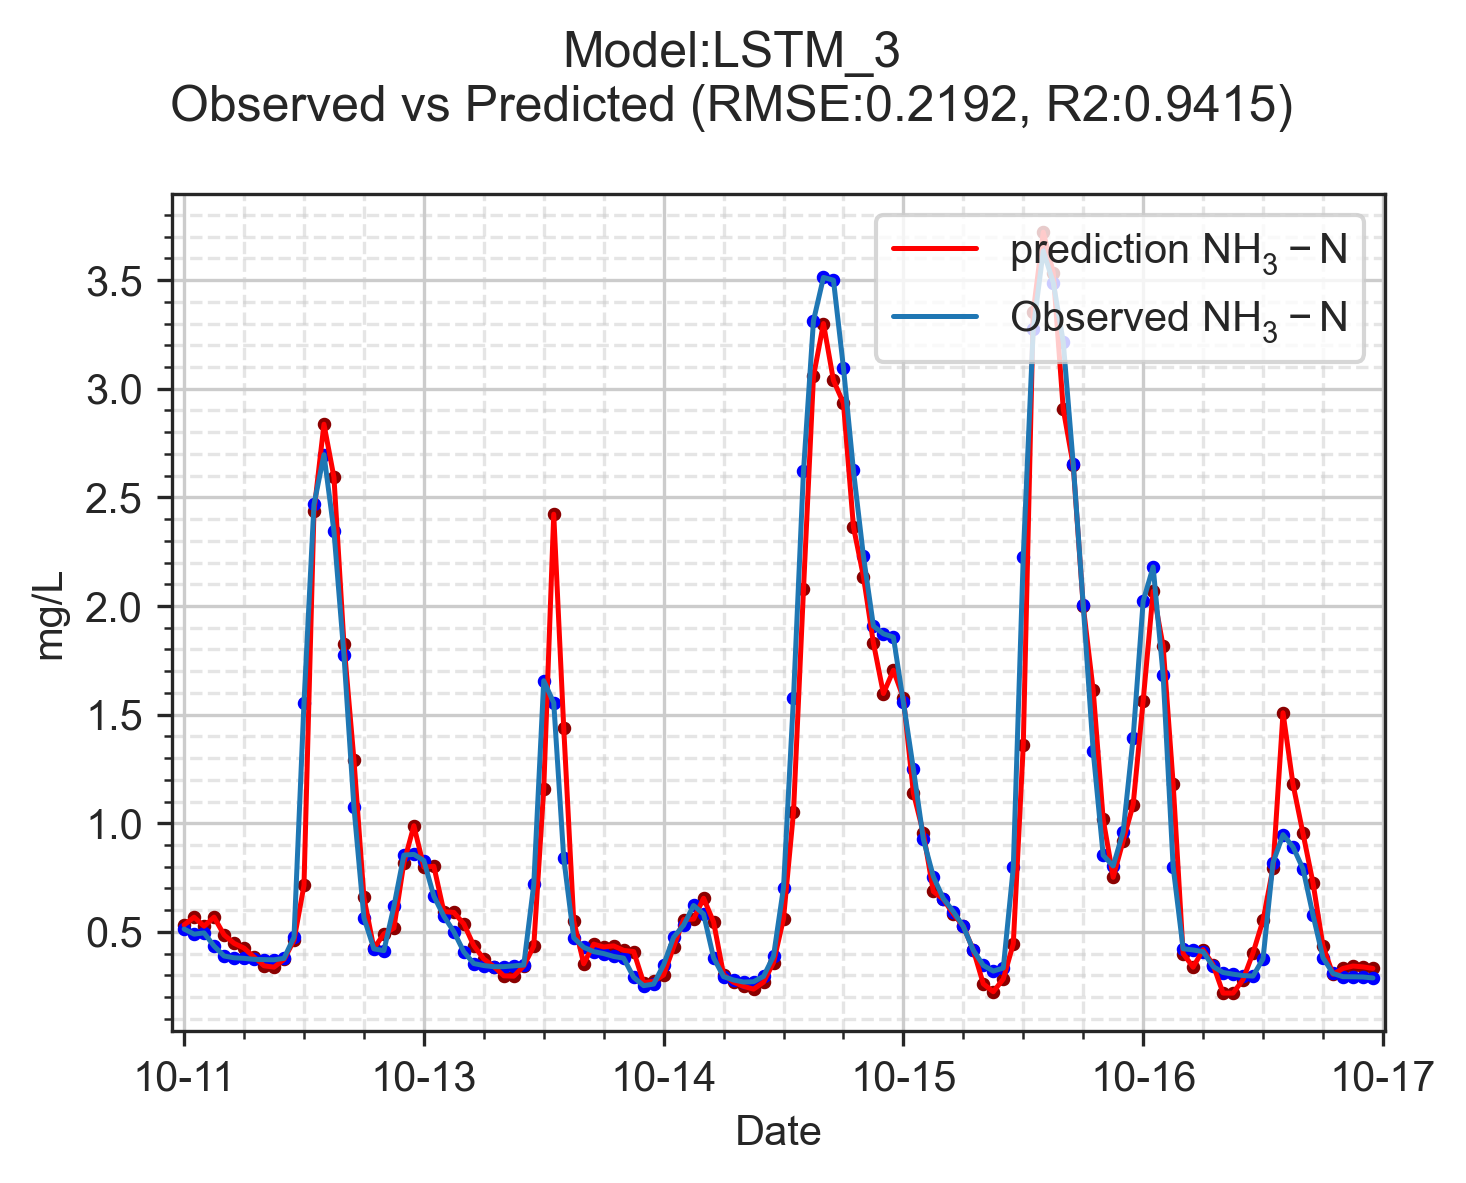 Model:LSTM_3
Observed vs Predicted (RMSE:0.2192, R2:0.9415)
prediction NH₃ − N
Observed NH₃ − N
3.5
3.0
2.5
2.0
1.5
1.0
0.5
mg/L
10-11 10-13 10-14 10-15 10-16 10-17
Date